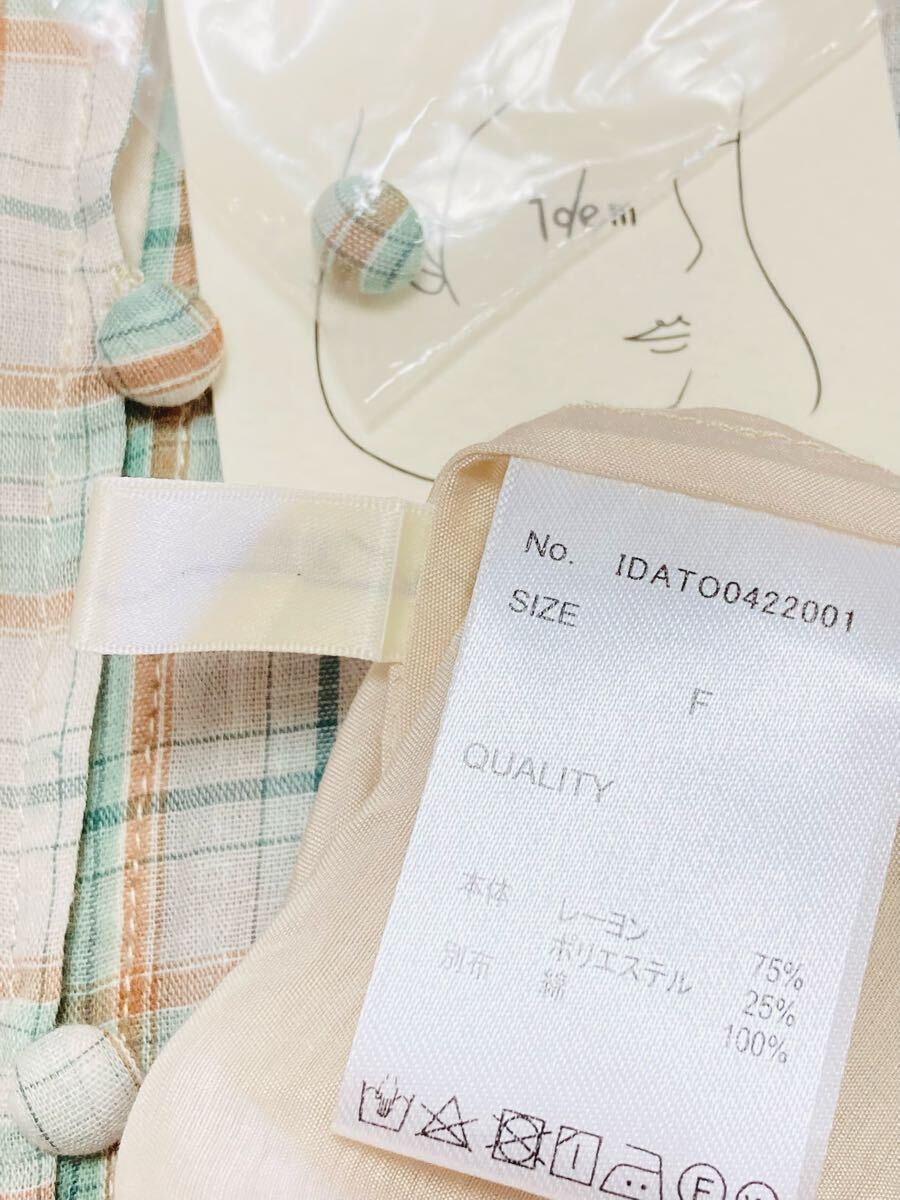 Idem
No. IDATO0422001
SIZE
F
QUALITY
本体 レーヨン 75%
ポリエステル 25%
別布 綿 100%
F